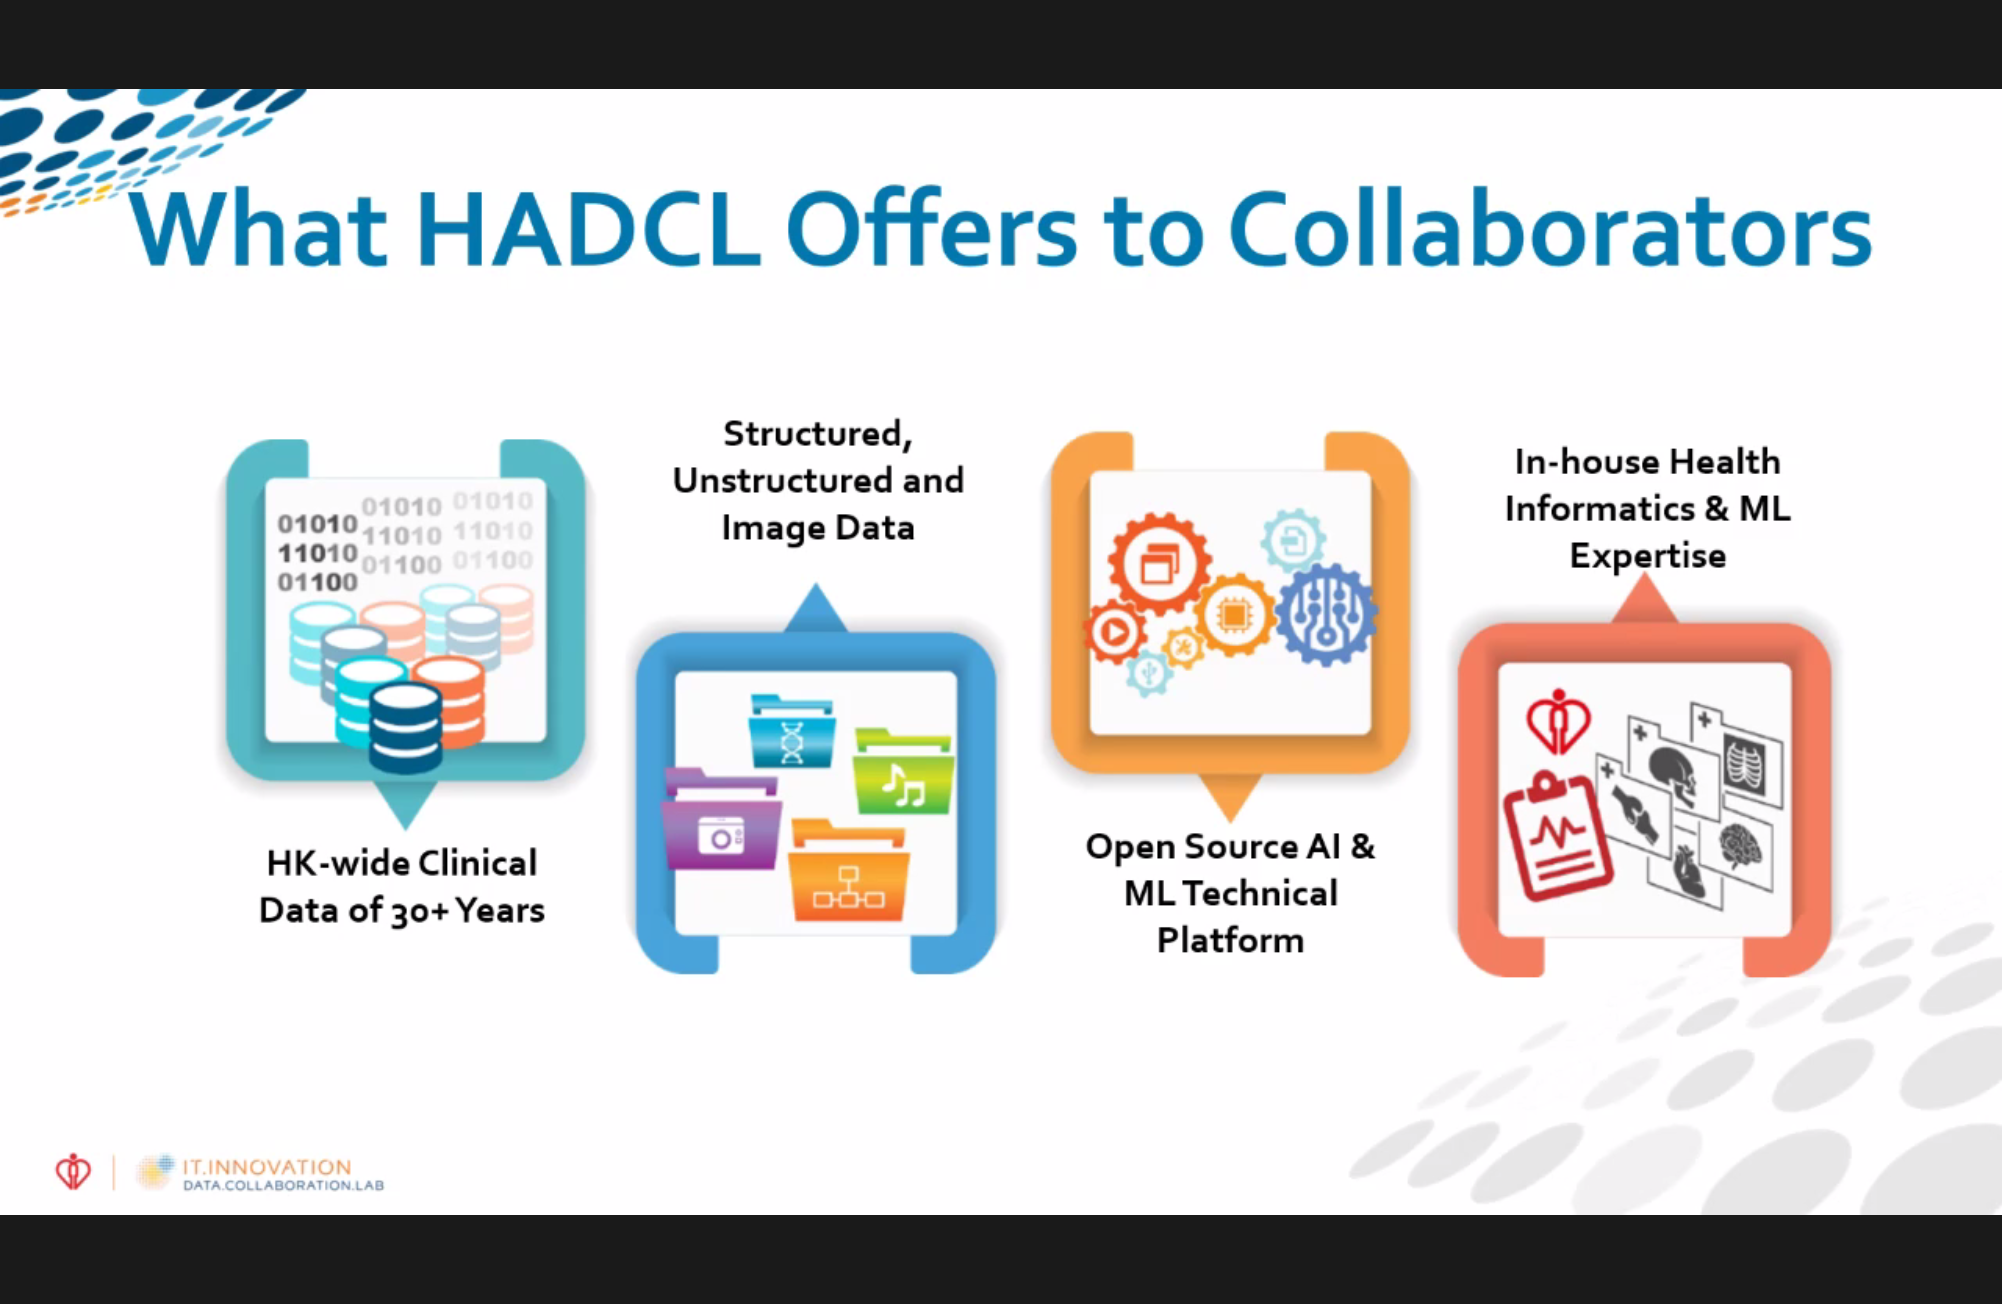 What HADCL Offers to Collaborators
01010 01010 01010
11010 11010 11010
01100 01100 01100
HK-wide Clinical
Data of 30+ Years
Structured,
Unstructured and
Image Data
Open Source AI &
ML Technical
Platform
In-house Health
Informatics & ML
Expertise
IT.INNOVATION
DATA.COLLABORATION.LAB